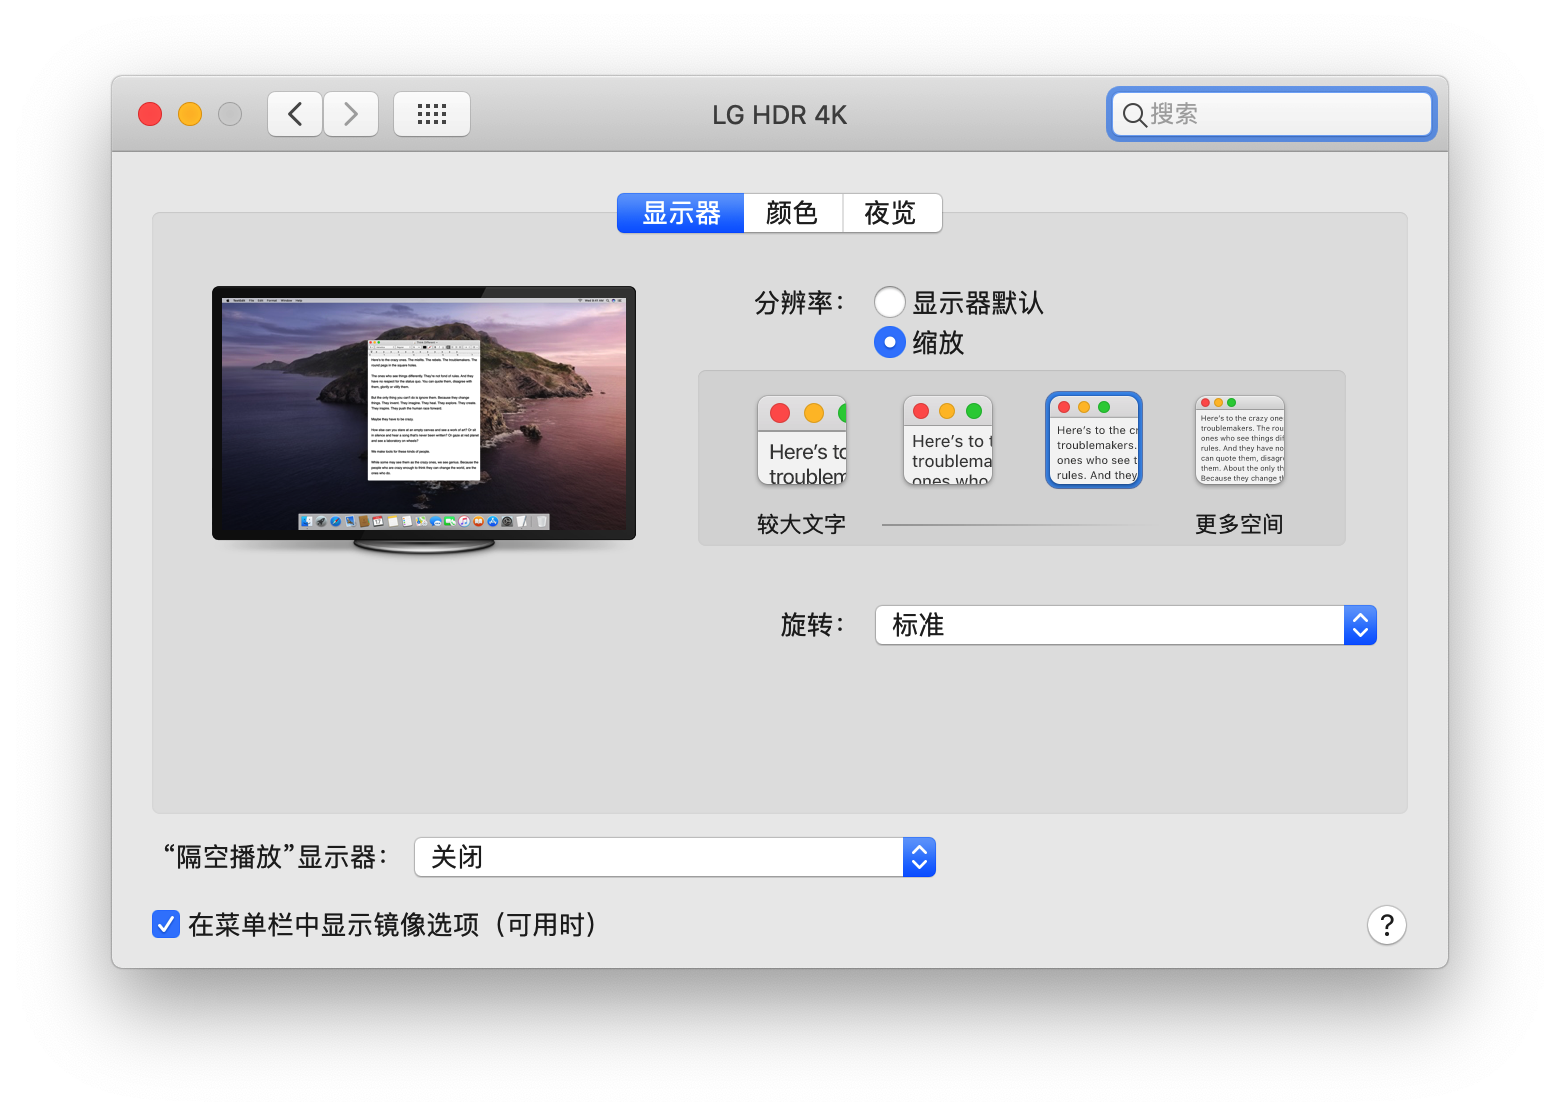 LG HDR 4K
搜索
显示器 颜色 夜览
分辨率： 显示器默认
缩放
Here's to
troublem
Here's to t
troublema
ones who
Here's to the cr
troublemakers.
ones who see t
rules. And they
Here's to the crazy one
troublemakers. The rou
ones who see things dif
rules. And they have no
can quote them, disagr
them. About the only th
Because they change th
较大文字 更多空间
旋转： 标准
“隔空播放”显示器： 关闭
在菜单栏中显示镜像选项（可用时）
?